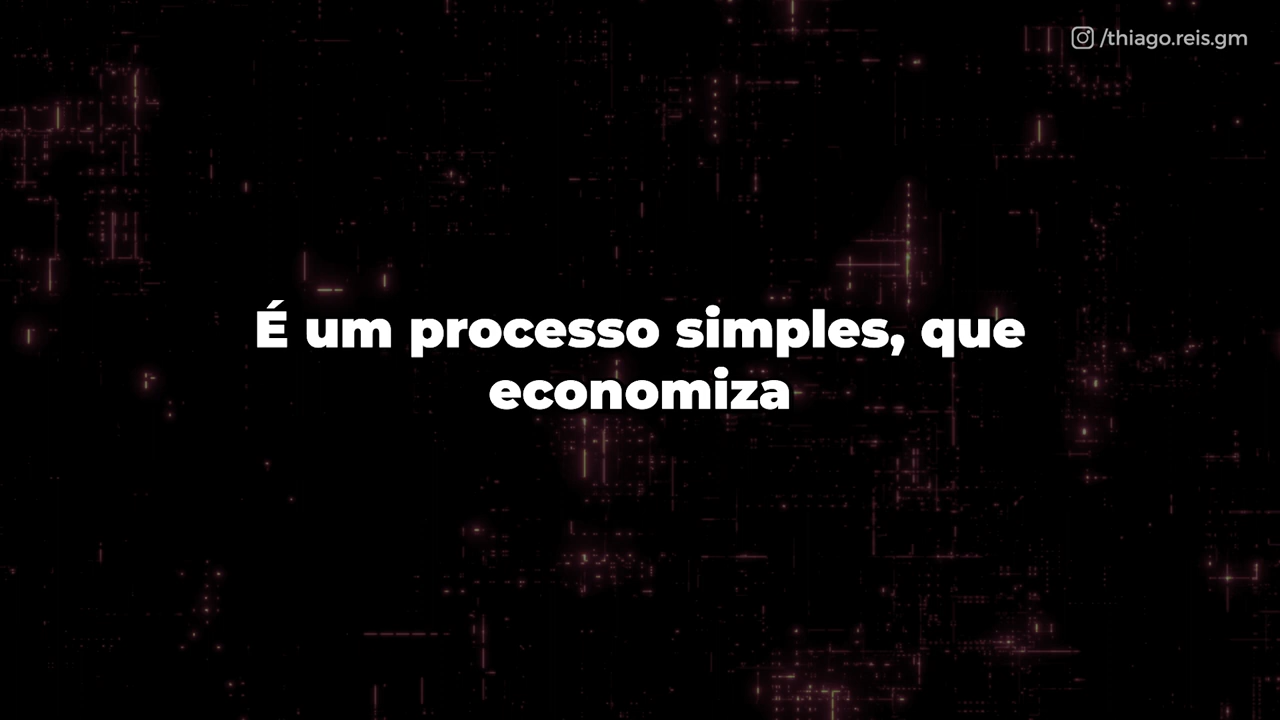 /thiago.reis.gm
É um processo simples, que
economiza